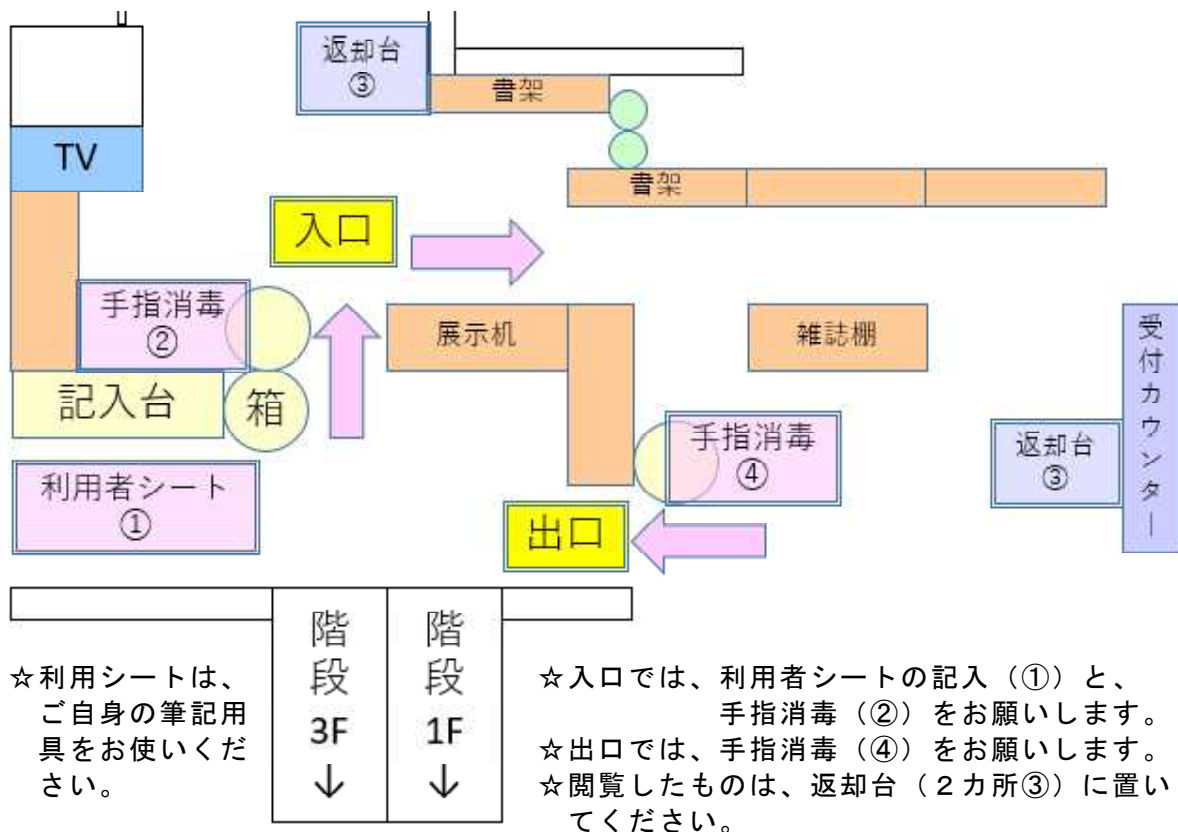 返却台
③
書架
TV
書架
入口
手指消毒
②
展示机
雑誌棚
受付カウンター
記入台
箱
手指消毒
④
返却台
③
利用者シート
①
出口
階段
3F
↓
階段
1F
↓
☆利用シートは、
ご自身の筆記用
具をお使いくだ
さい。
☆入口では、利用者シートの記入（①）と、
手指消毒（②）をお願いします。
☆出口では、手指消毒（④）をお願いします。
☆閲覧したものは、返却台（２カ所③）に置い
てください。